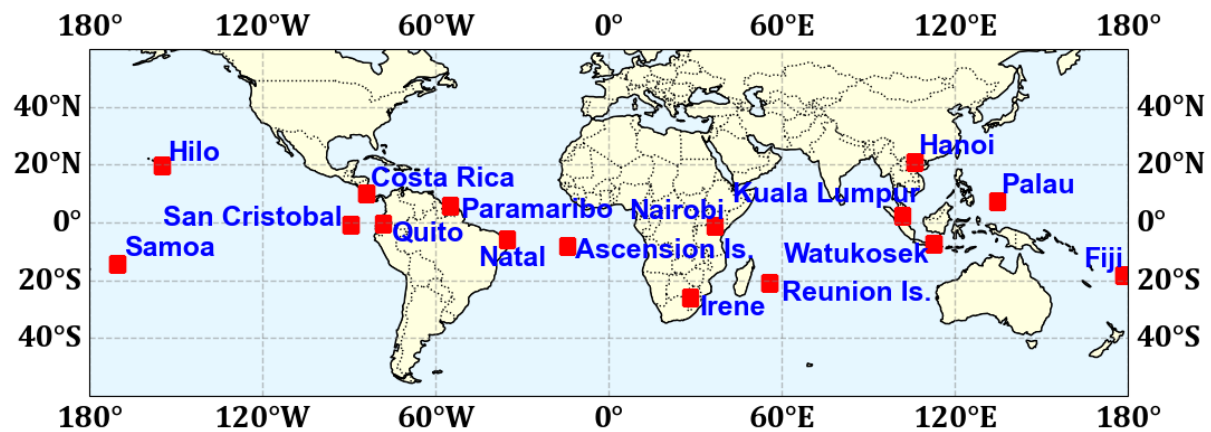 180° 120°W 60°W 0° 60°E 120°E 180°
40°N 40°N
Hanoi
Hilo
20°N 20°N
Costa Rica
Palau
Kuala Lumpur
Paramaribo Nairobi
San Cristobal
0° 0°
Quito
Samoa
Natal Ascension Is. Watukosek
Fiji
20°S 20°S
Reunion Is.
Irene
40°S 40°S
180° 120°W 60°W 0° 60°E 120°E 180°